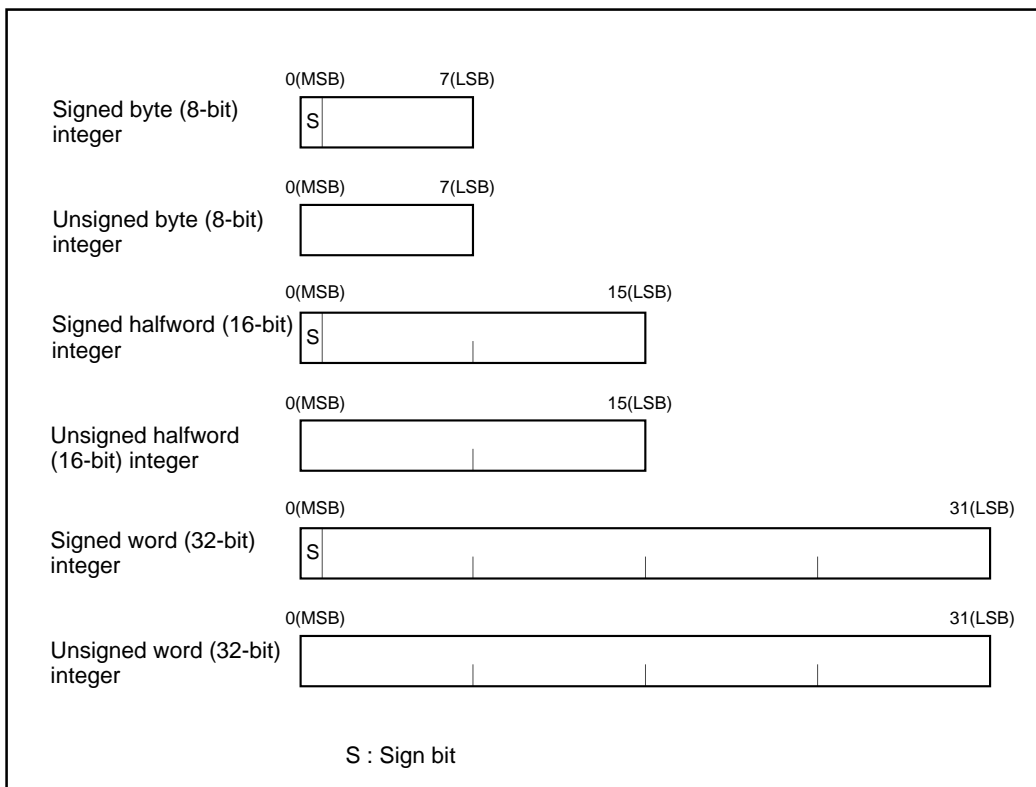 0(MSB) 7(LSB)
Signed byte (8-bit)
integer
S
0(MSB) 7(LSB)
Unsigned byte (8-bit)
integer
0(MSB) 15(LSB)
Signed halfword (16-bit)
integer
S
0(MSB) 15(LSB)
Unsigned halfword
(16-bit) integer
0(MSB) 31(LSB)
Signed word (32-bit)
integer
S
0(MSB) 31(LSB)
Unsigned word (32-bit)
integer
S : Sign bit